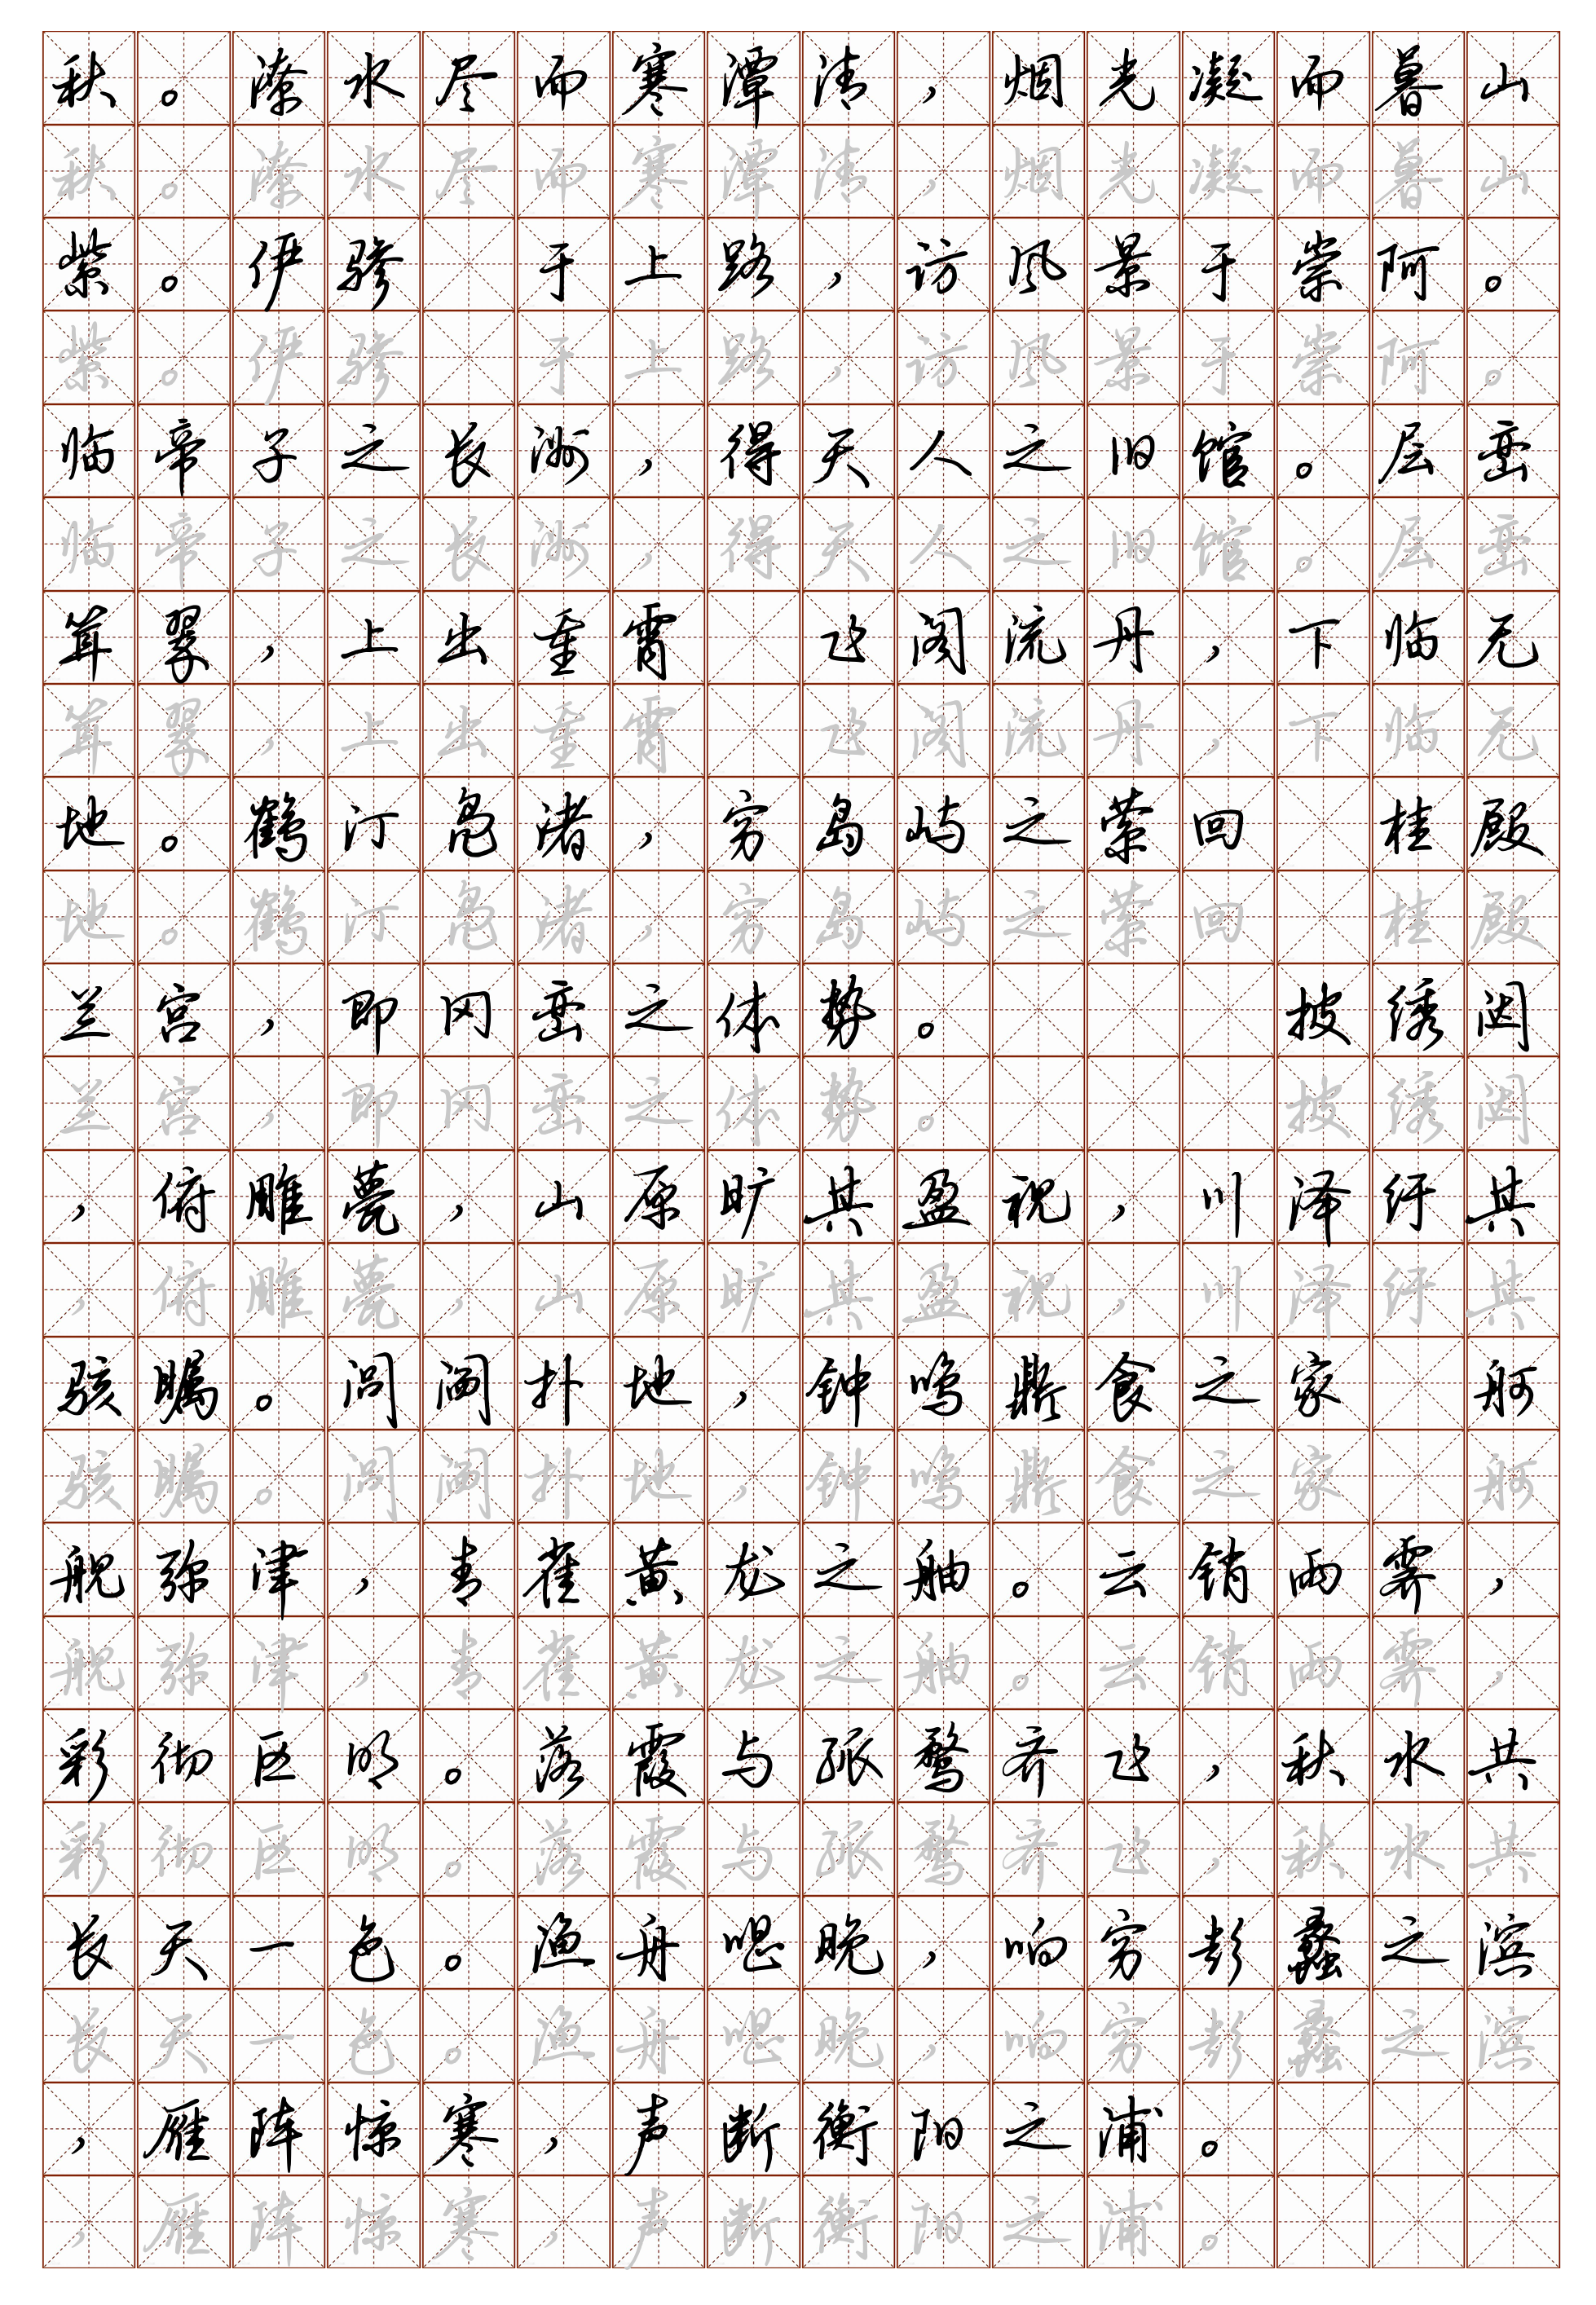 秋。潦水尽而寒潭清，烟光凝而暮山
秋。潦水尽而寒潭清，烟光凝而暮山
紫。伊骖 于上路，访风景于崇阿。
紫。伊骖 于上路，访风景于崇阿。
临帝子之长洲，得天人之旧馆。层峦
临帝子之长洲，得天人之旧馆。层峦
耸翠，上出重霄 飞阁流丹，下临无
耸翠，上出重霄 飞阁流丹，下临无
地。鹤汀凫渚，穷岛屿之萦回 桂殿
地。鹤汀凫渚，穷岛屿之萦回 桂殿
兰宫，即冈峦之体势。 披绣闼
兰宫，即冈峦之体势。 披绣闼
，俯雕甍，山原旷其盈视，川泽纡其
，俯雕甍，山原旷其盈视，川泽纡其
骇瞩。闾阎扑地，钟鸣鼎食之家 舸
骇瞩。闾阎扑地，钟鸣鼎食之家 舸
舰弥津，青雀黄龙之舳。云销雨霁，
舰弥津，青雀黄龙之舳。云销雨霁，
彩彻区明。落霞与孤鹜齐飞，秋水共
彩彻区明。落霞与孤鹜齐飞，秋水共
长天一色。渔舟唱晚，响穷彭蠡之滨
长天一色。渔舟唱晚，响穷彭蠡之滨
，雁阵惊寒，声断衡阳之浦。
，雁阵惊寒，声断衡阳之浦。